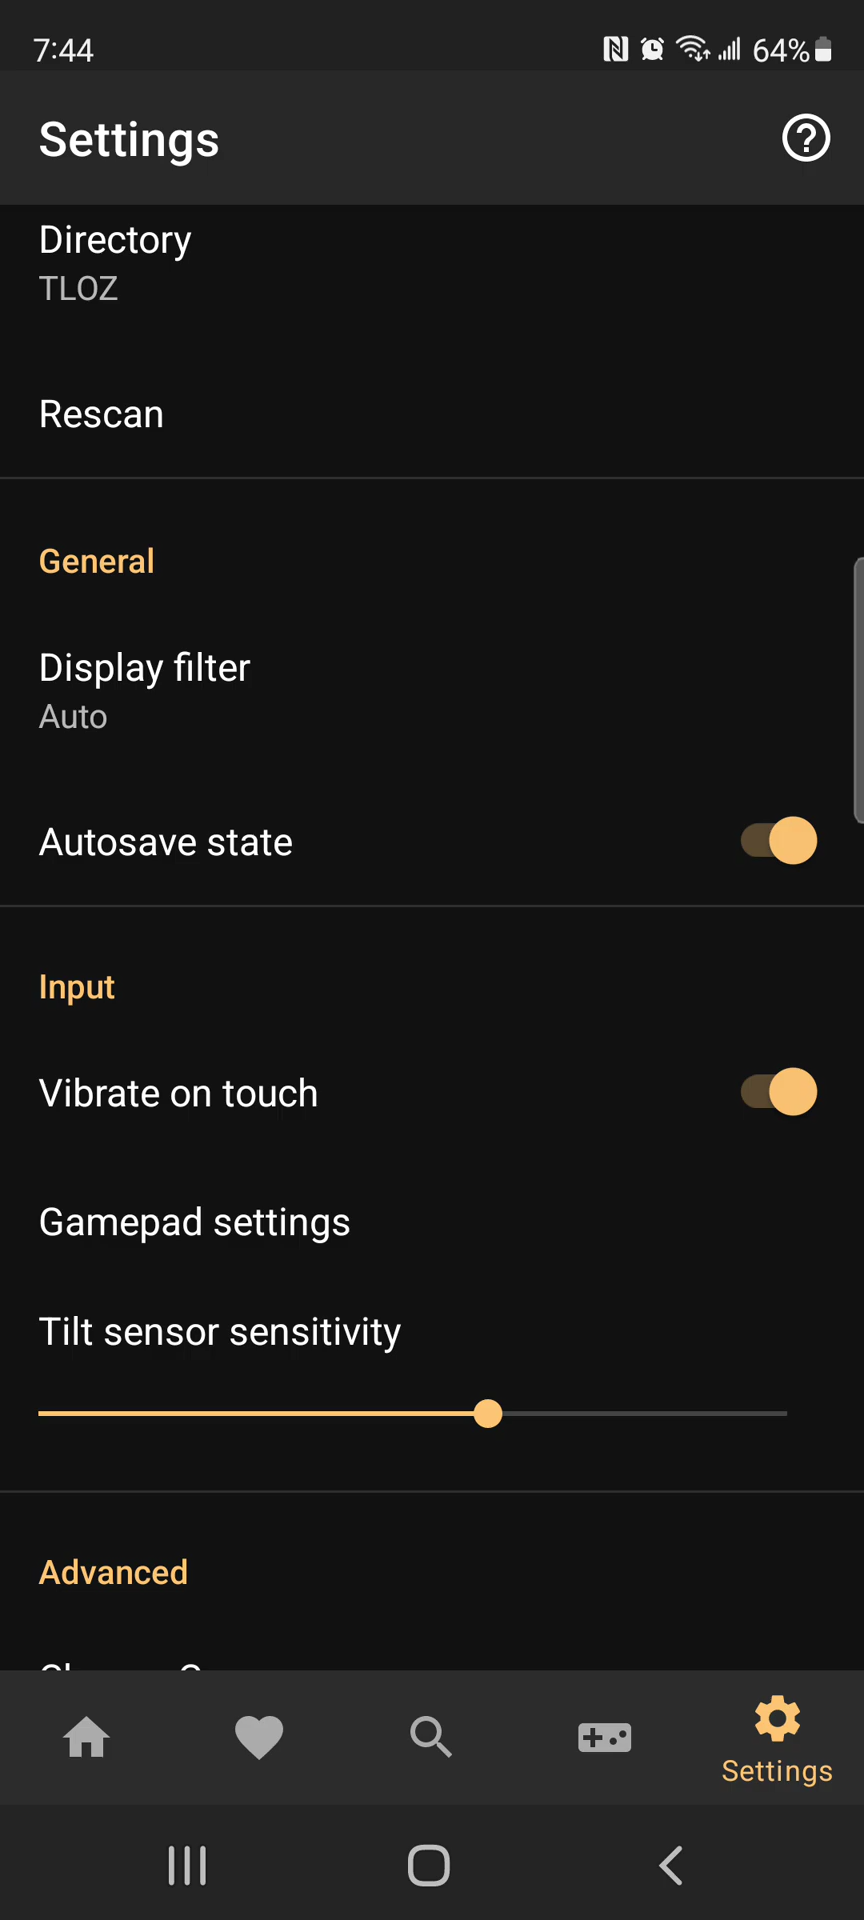 7:44 64%
Settings
Directory
TLOZ
Rescan
General
Display filter
Auto
Autosave state
Input
Vibrate on touch
Gamepad settings
Tilt sensor sensitivity
Advanced
Settings